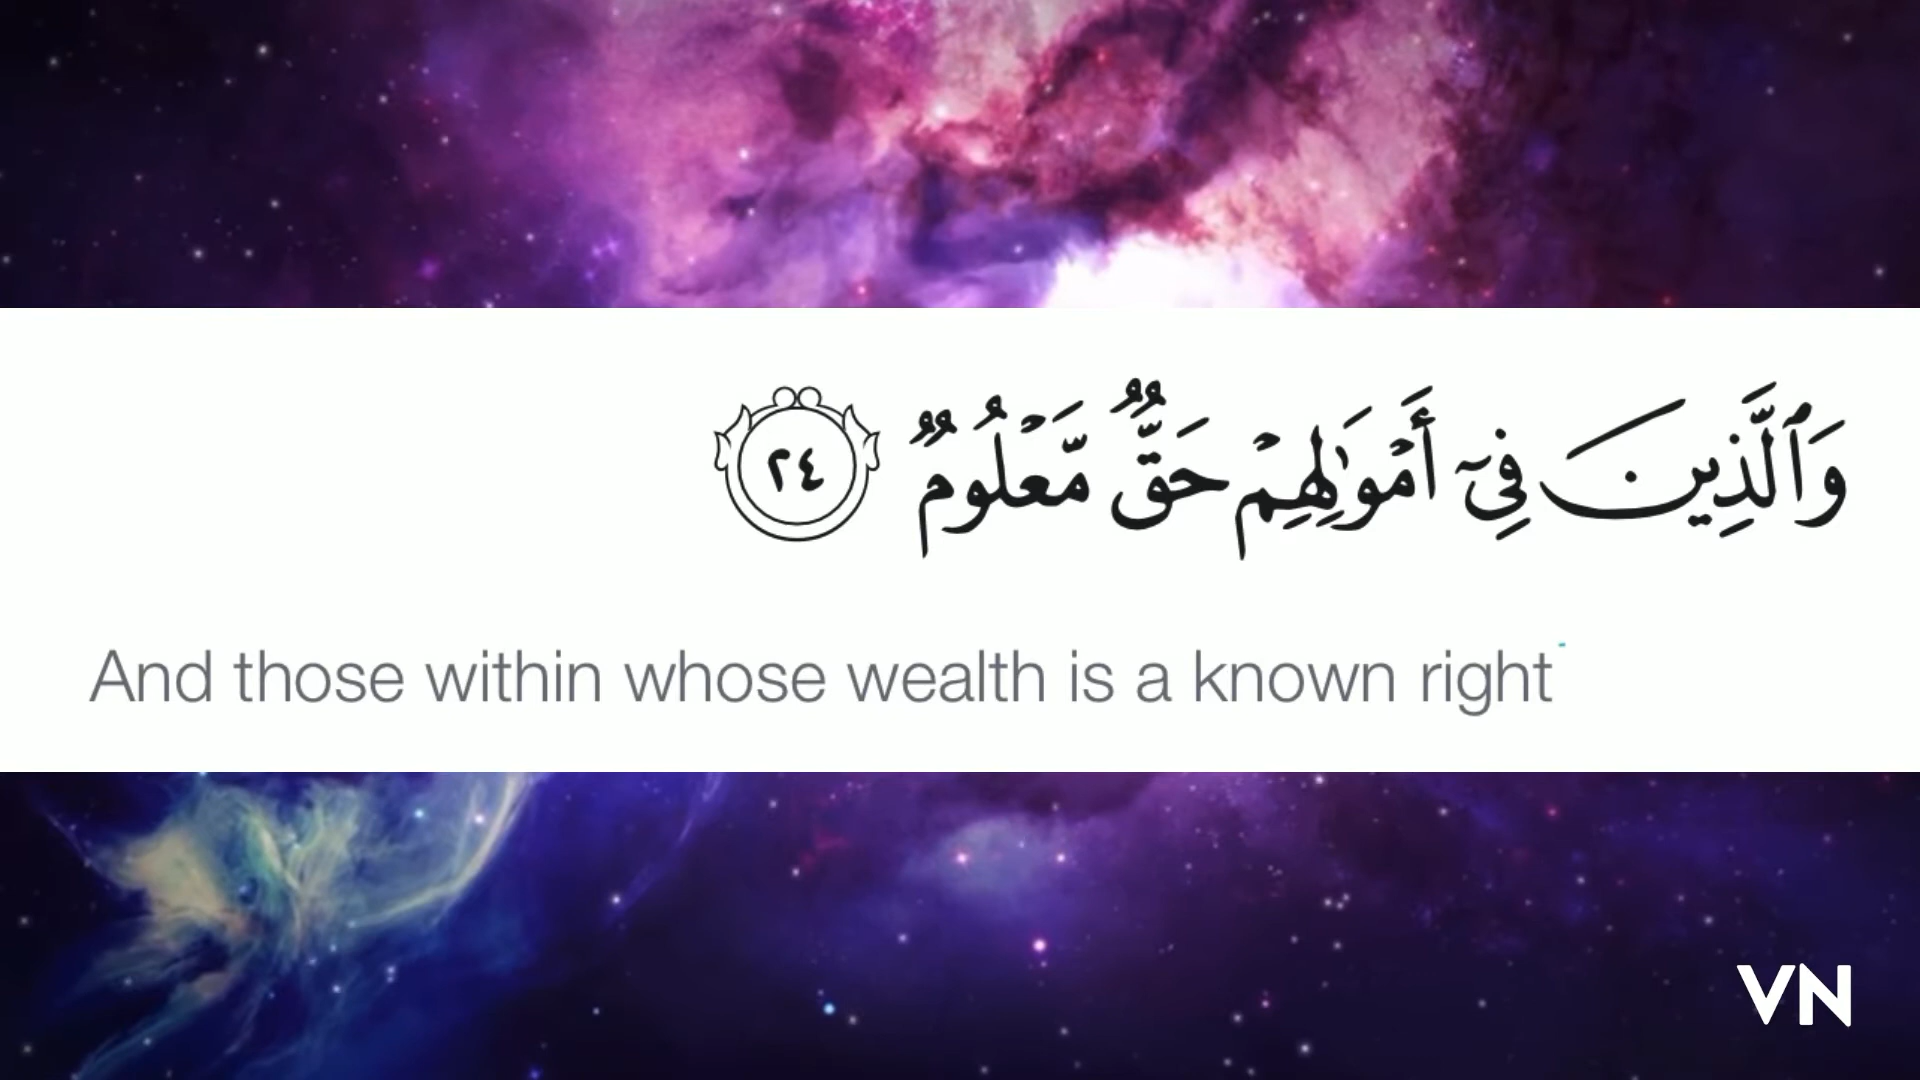 وَٱلَّذِينَ فِىٓ أَمْوَٰلِهِمْ حَقٌّ مَّعْلُومٌ ٢٤
And those within whose wealth is a known right
VN